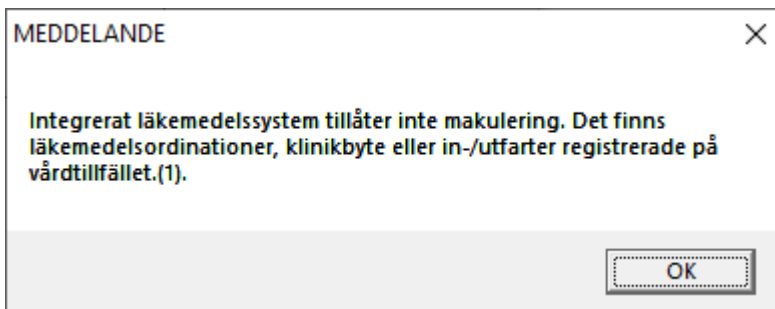 MEDDELANDE
Integrerat läkemedelssystem tillåter inte makulering. Det finns
läkemedelsordinationer, klinikbyte eller in-/utfarter registrerade på
vårdtillfället.(1).
OK